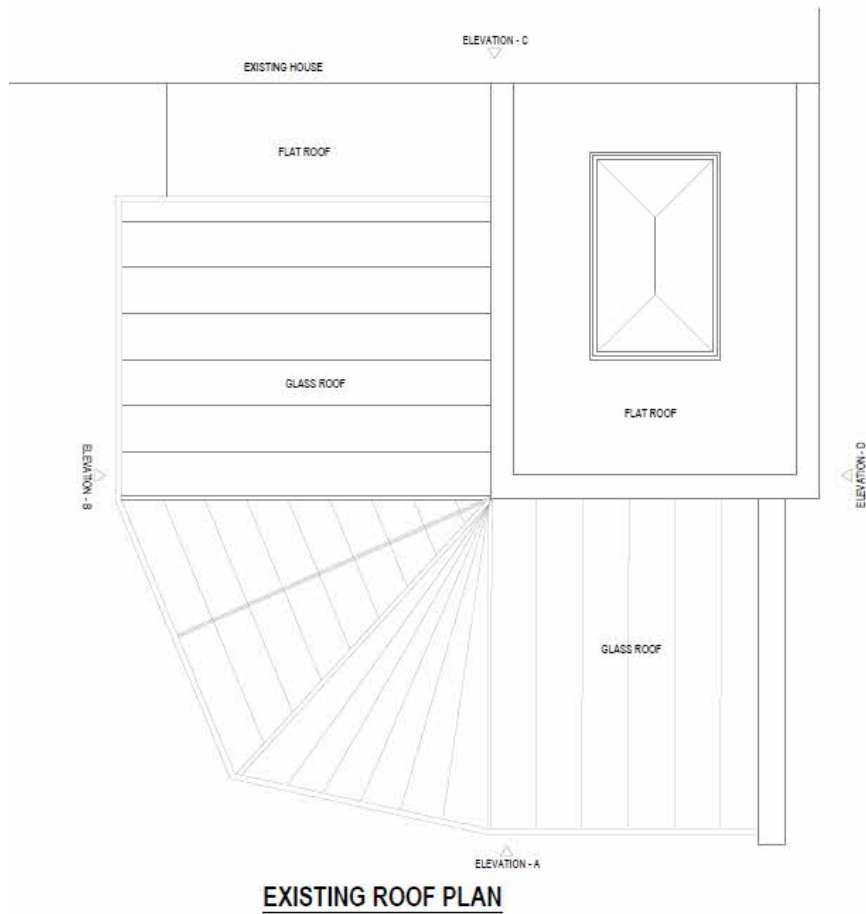 ELEVATION - C
EXISTING HOUSE
FLAT ROOF
GLASS ROOF
FLAT ROOF
ELEVATION - B
ELEVATION - D
GLASS ROOF
ELEVATION - A
EXISTING ROOF PLAN